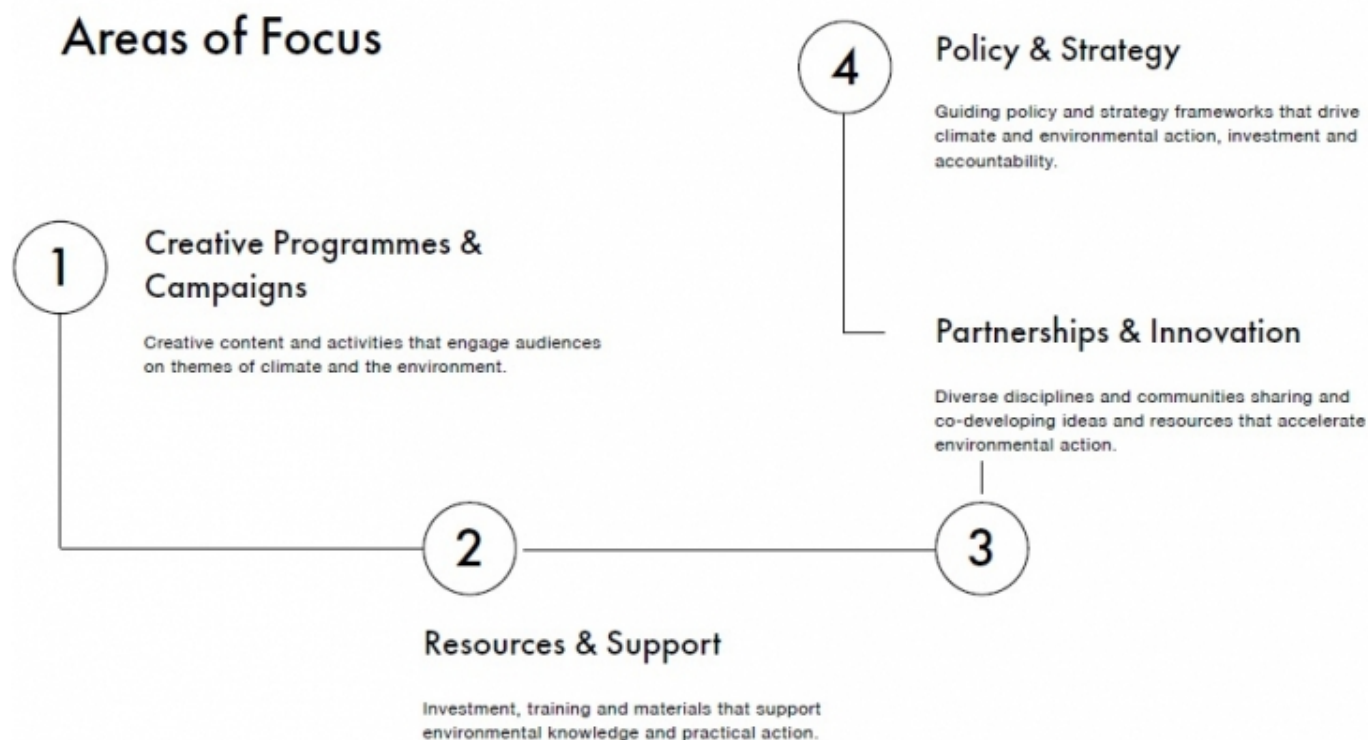 Areas of Focus
1
Creative Programmes &
Campaigns
Creative content and activities that engage audiences
on themes of climate and the environment.
2
Resources & Support
Investment, training and materials that support
environmental knowledge and practical action.
3
Partnerships & Innovation
Diverse disciplines and communities sharing and
co-developing ideas and resources that accelerate
environmental action.
4
Policy & Strategy
Guiding policy and strategy frameworks that drive
climate and environmental action, investment and
accountability.